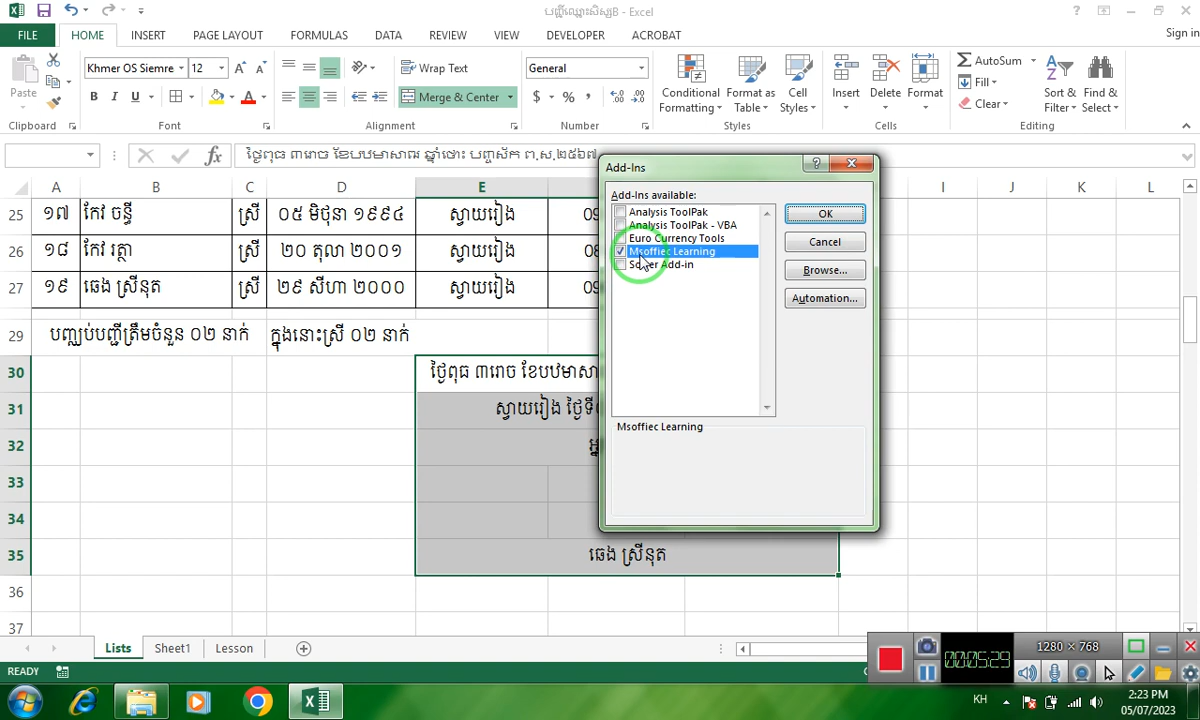 បញ្ជីឈ្មោះសិស្សB - Excel
Sign in
FILE HOME INSERT PAGE LAYOUT FORMULAS DATA REVIEW VIEW DEVELOPER ACROBAT
Paste
Khmer OS Siemre 12
B I U
Wrap Text
Merge & Center
General
$ % ,
Conditional Formatting
Format as Table
Cell Styles
Insert Delete Format
AutoSum
Fill
Clear
Sort & Filter
Find & Select
Clipboard Font Alignment Number Styles Cells Editing
fx ថ្ងៃពុធ ៣រោច ខែបឋមាសាឍ ឆ្នាំថោះ បញ្ចស័ក ព.ស.២៥៦៧
A B C D E I J K L
25 ១៧ កែវ ចន្ធី ស្រី ០៥ មិថុនា ១៩៩៤ ស្វាយរៀង 09
26 ១៨ កែវ រត្ថា ស្រី ២០ តុលា ២០០១ ស្វាយរៀង 08
27 ១៩ ឆេង ស្រីនុត ស្រី ២៩ សីហា ២០០០ ស្វាយរៀង 09
29 បញ្ឈប់បញ្ជីត្រឹមចំនួន ០២ នាក់ ក្នុងនោះស្រី ០២ នាក់
30 ថ្ងៃពុធ ៣រោច ខែបឋមាសា
31 ស្វាយរៀង ថ្ងៃទី
32
33
34
35 ឆេង ស្រីនុត
36
37
Add-Ins
Add-Ins available:
Analysis ToolPak
Analysis ToolPak - VBA
Euro Currency Tools
Msoffiec Learning
Solver Add-in
OK
Cancel
Browse...
Automation...
Msoffiec Learning
Lists Sheet1 Lesson
READY
1280 × 768
00:05:29
KH
2:23 PM
05/07/2023